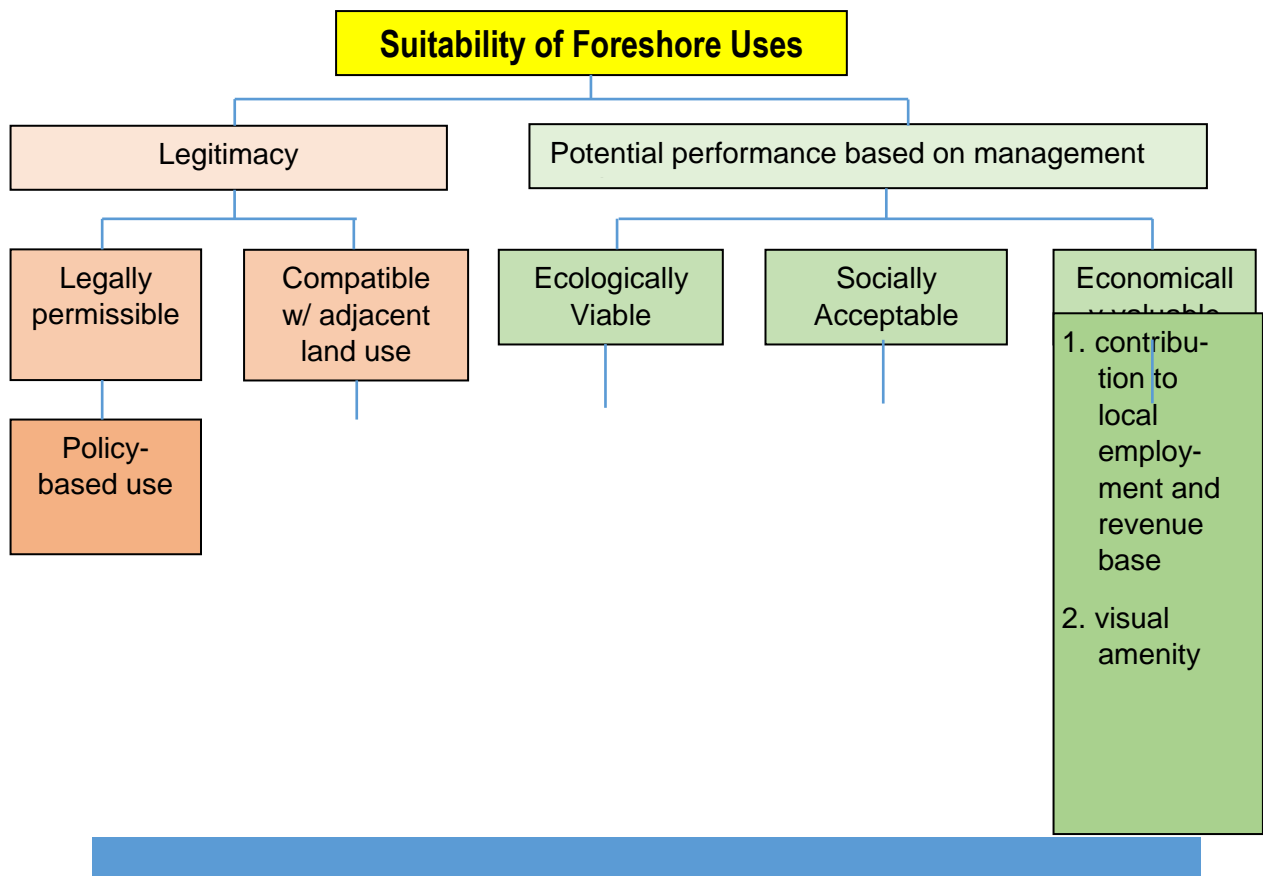 Suitability of Foreshore Uses
Legitimacy
Potential performance based on management
Legally
permissible
Compatible
w/ adjacent
land use
Ecologically
Viable
Socially
Acceptable
Economicall
y valuable
Policy-
based use
1. contribu-
tion to
local
employ-
ment and
revenue
base
2. visual
amenity